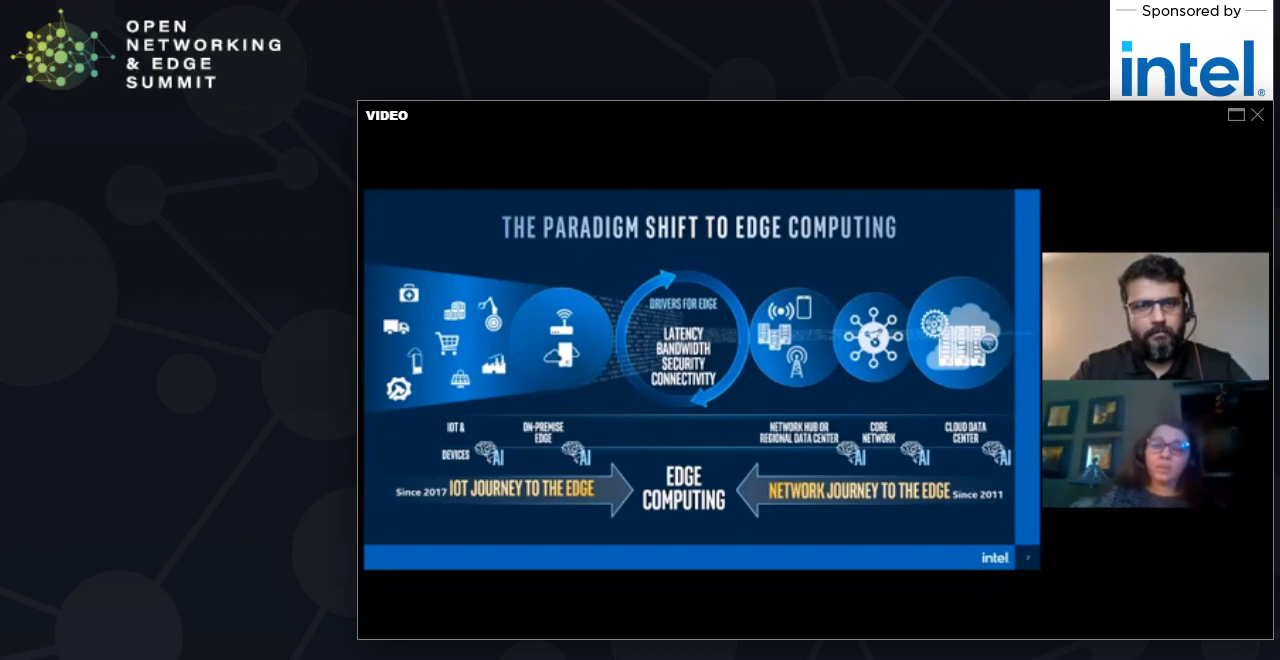 OPEN
NETWORKING
& EDGE
SUMMIT
Sponsored by
intel®
VIDEO
THE PARADIGM SHIFT TO EDGE COMPUTING
DRIVERS FOR EDGE
LATENCY
BANDWIDTH
SECURITY
CONNECTIVITY
IOT &
DEVICES
AI
ON-PREMISE
EDGE
AI
NETWORK HUB OR
REGIONAL DATA CENTER
AI
CORE
NETWORK
AI
CLOUD DATA
CENTER
AI
Since 2017 IOT JOURNEY TO THE EDGE
EDGE
COMPUTING
NETWORK JOURNEY TO THE EDGE Since 2011
intel
7